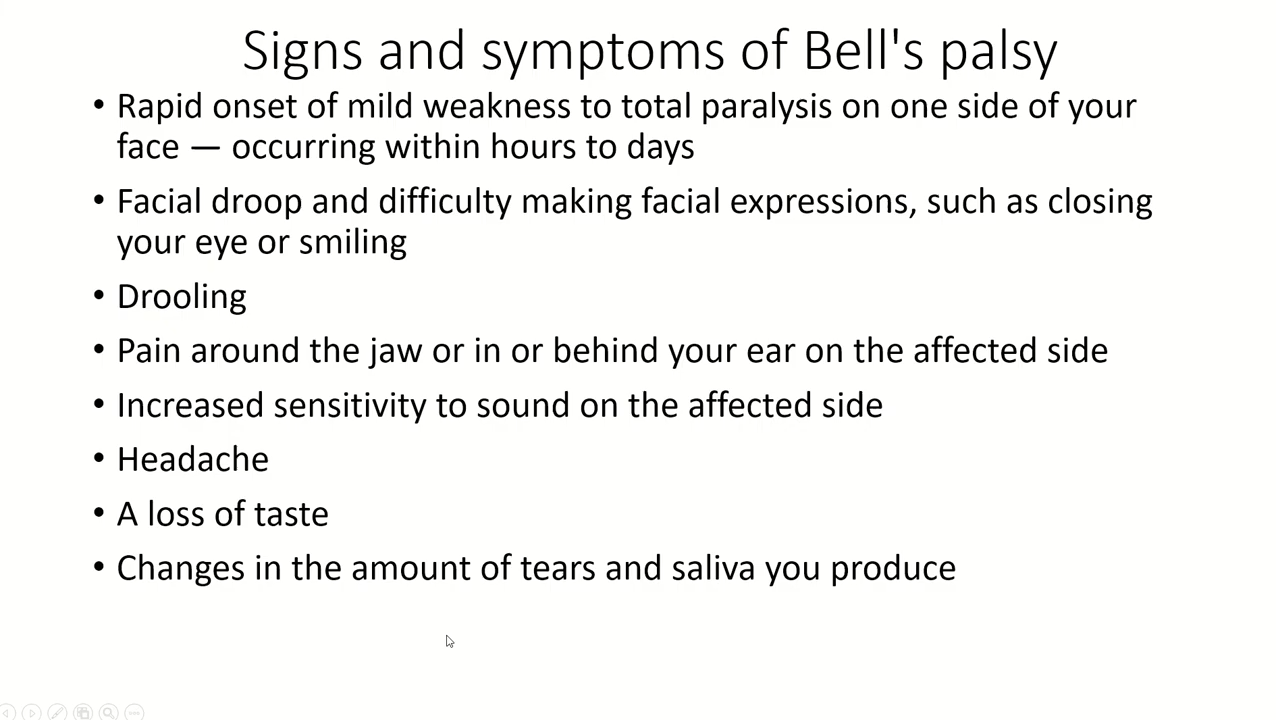 Signs and symptoms of Bell's palsy
• Rapid onset of mild weakness to total paralysis on one side of your
face — occurring within hours to days
• Facial droop and difficulty making facial expressions, such as closing
your eye or smiling
• Drooling
• Pain around the jaw or in or behind your ear on the affected side
• Increased sensitivity to sound on the affected side
• Headache
• A loss of taste
• Changes in the amount of tears and saliva you produce